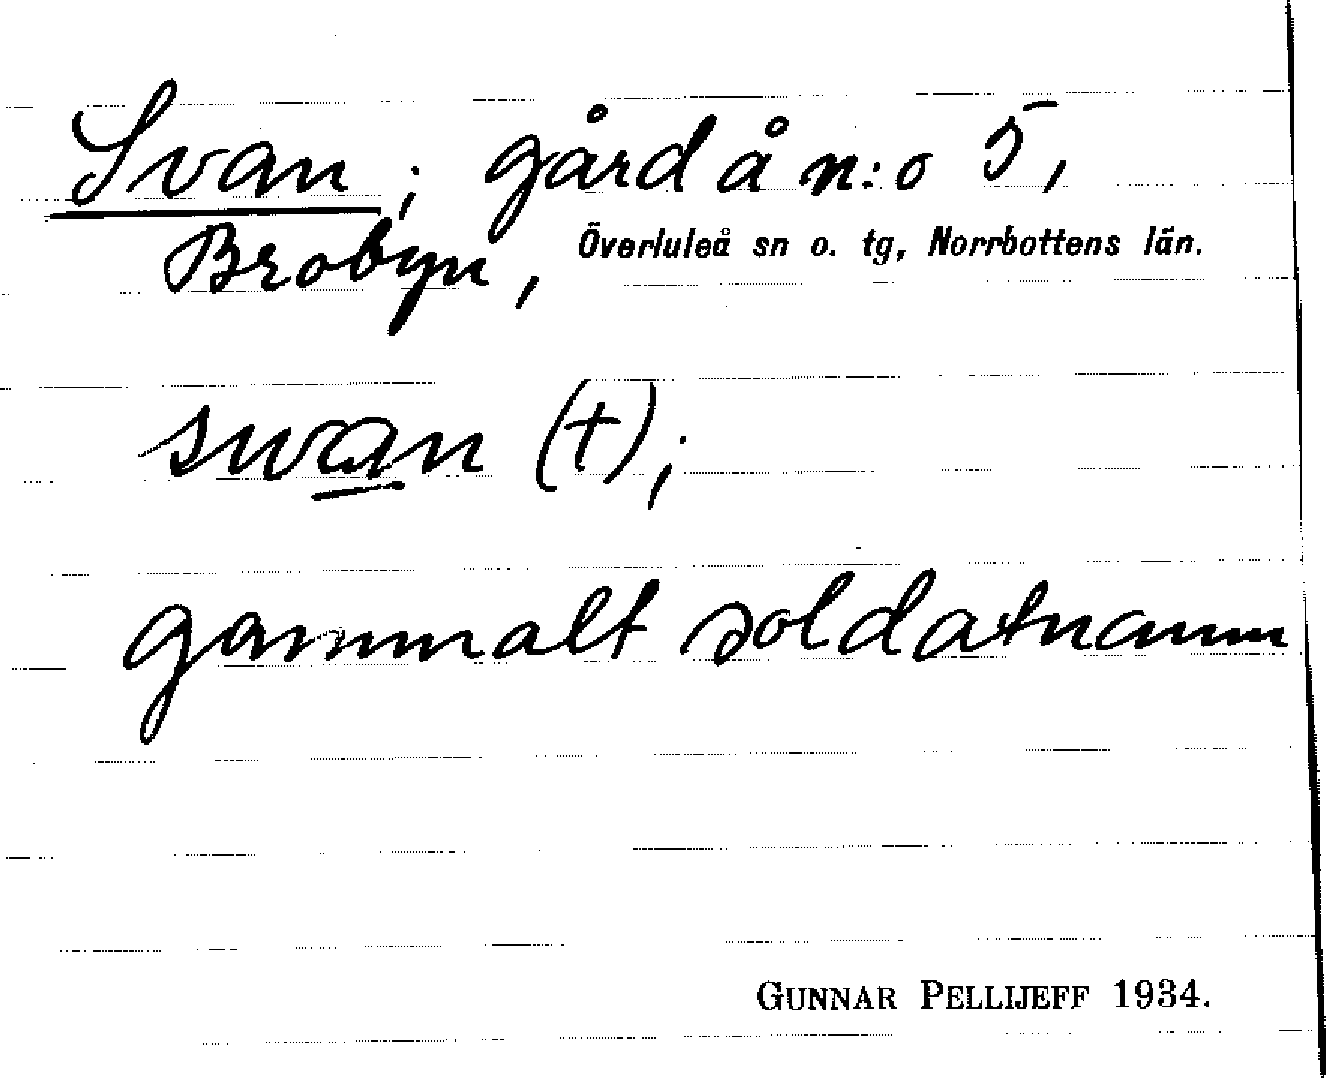 Svan; gård å n:o 5,
Brobyn, Överluleå sn o. tg, Norrbottens län.
swan (t);
gammalt soldatnamn
GUNNAR PELLIJEFF 1934.